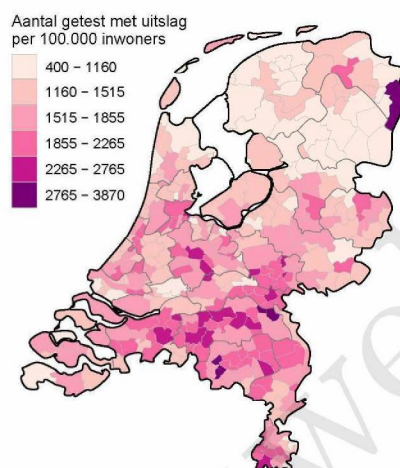 Aantal getest met uitslag
per 100.000 inwoners
400 – 1160
1160 – 1515
1515 – 1855
1855 – 2265
2265 – 2765
2765 – 3870
we